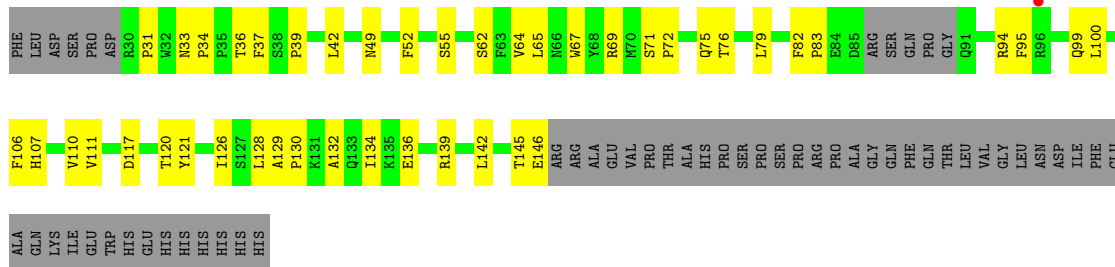 PHE LEU ASP SER PRO ASP R30 P31 W32 N33 P34 P35 T36 F37 S38 P39 L42 N49 F52 S55 S62 F63 V64 L65 N66 W67 Y68 R69 M70 S71 P72 Q75 T76 L79 F82 P83 E84 D85 ARG SER GLN PRO GLY Q91 R94 F95 R96 Q99 L100
F106 H107 V110 V111 D117 T120 Y121 I126 S127 L128 A129 P130 K131 A132 Q133 I134 K135 E136 R139 L142 T145 E146 ARG ARG ALA GLU VAL PRO THR ALA HIS PRO SER PRO SER PRO ARG PRO ALA GLY GLN PHE GLN THR LEU VAL GLY LEU ASN ASP ILE PHE GLU
ALA GLN LYS ILE GLU TRP HIS GLU HIS HIS HIS HIS HIS HIS